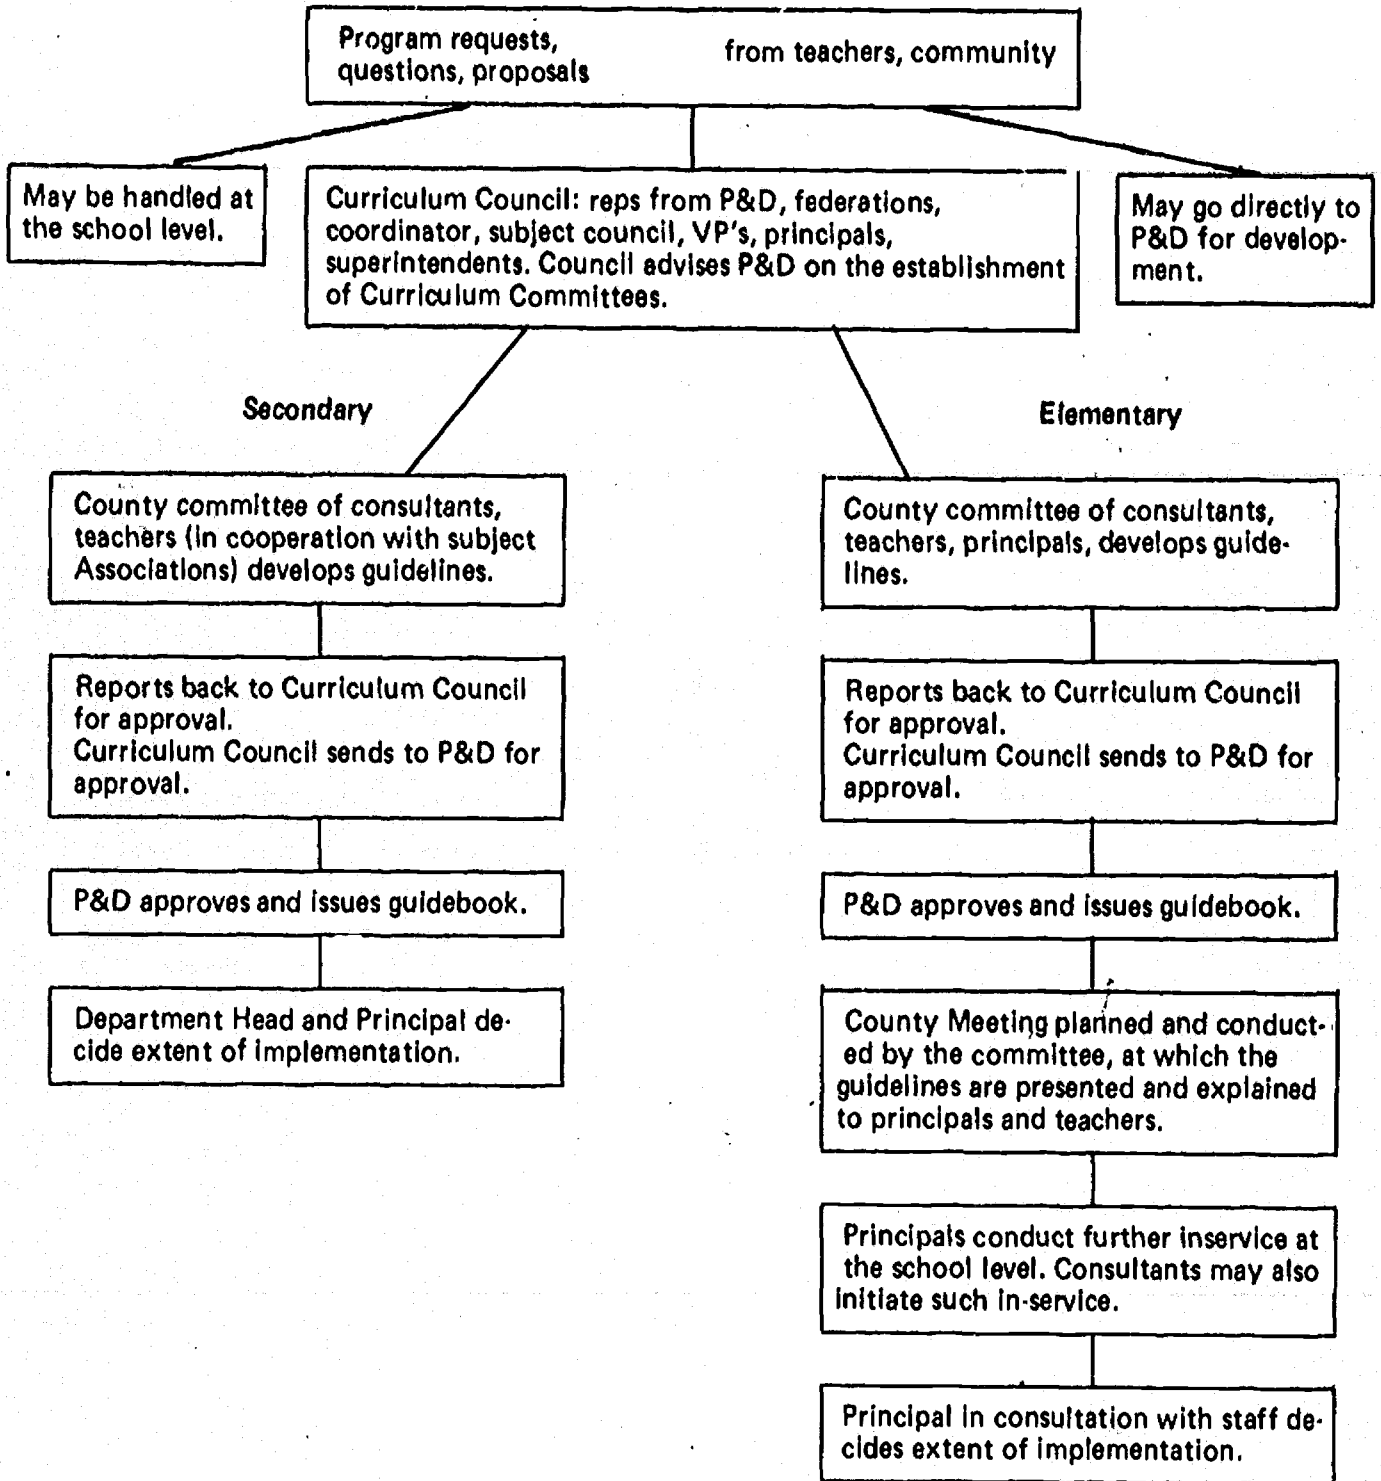 Program requests,
questions, proposals
from teachers, community
May be handled at
the school level.
Curriculum Council: reps from P&D, federations,
coordinator, subject council, VP's, principals,
superintendents. Council advises P&D on the establishment
of Curriculum Committees.
May go directly to
P&D for develop-
ment.
Secondary
County committee of consultants,
teachers (in cooperation with subject
Associations) develops guidelines.
Reports back to Curriculum Council
for approval.
Curriculum Council sends to P&D for
approval.
P&D approves and issues guidebook.
Department Head and Principal de-
cide extent of implementation.
Elementary
County committee of consultants,
teachers, principals, develops guide-
lines.
Reports back to Curriculum Council
for approval.
Curriculum Council sends to P&D for
approval.
P&D approves and issues guidebook.
County Meeting planned and conduct-
ed by the committee, at which the
guidelines are presented and explained
to principals and teachers.
Principals conduct further inservice at
the school level. Consultants may also
initiate such in-service.
Principal in consultation with staff de-
cides extent of implementation.